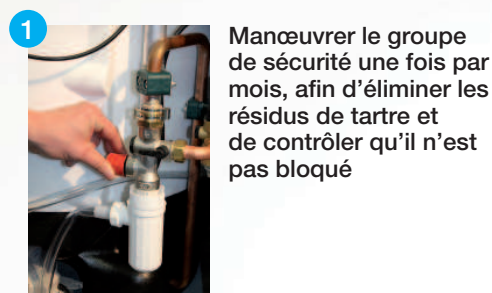 1
Manœuvrer le groupe
de sécurité une fois par
mois, afin d’éliminer les
résidus de tartre et
de contrôler qu’il n’est
pas bloqué